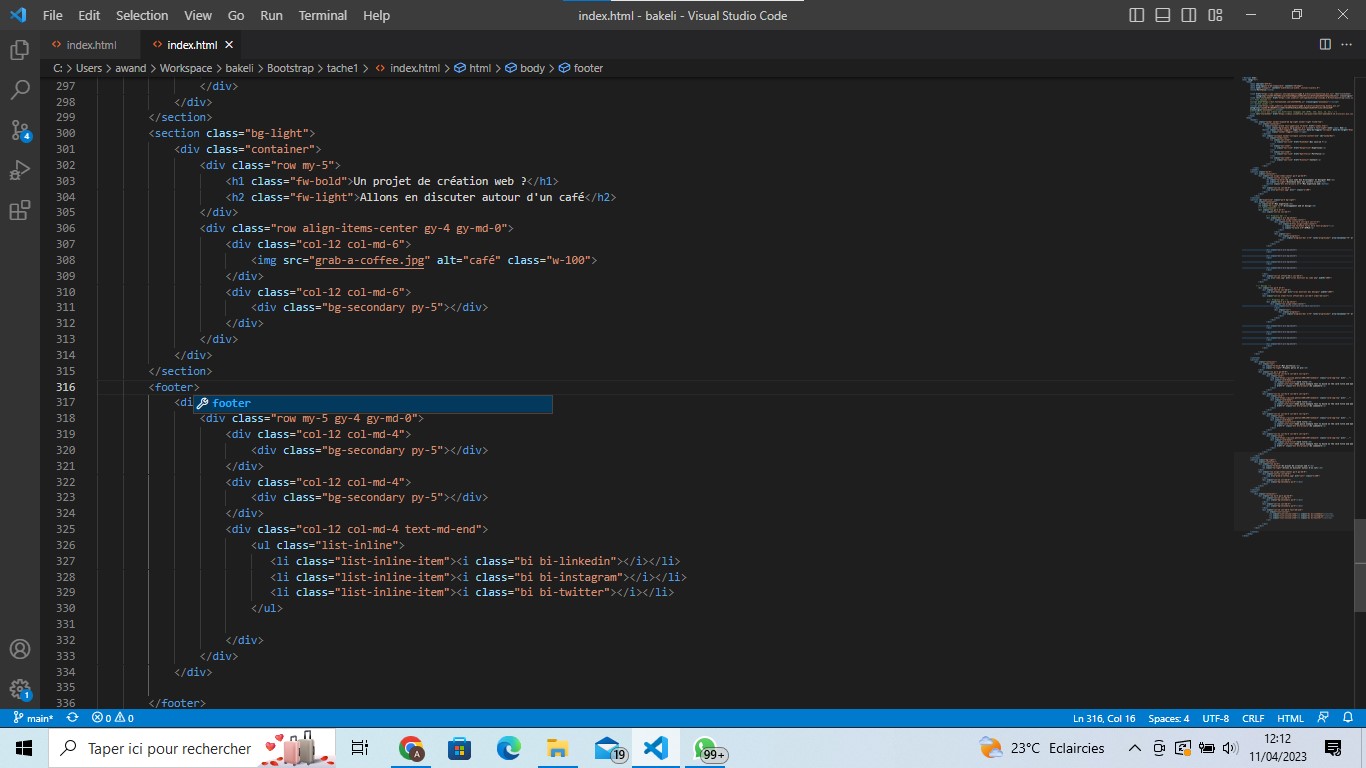 File Edit Selection View Go Run Terminal Help index.html - bakeli - Visual Studio Code
index.html index.html
C: > Users > awand > Workspace > bakeli > Bootstrap > tache1 > index.html > html > body > footer
297 </div>
298 </div>
299 </section>
300 <section class="bg-light">
301 <div class="container">
302 <div class="row my-5">
303 <h1 class="fw-bold">Un projet de création web ?</h1>
304 <h2 class="fw-light">Allons en discuter autour d'un café</h2>
305 </div>
306 <div class="row align-items-center gy-4 gy-md-0">
307 <div class="col-12 col-md-6">
308 <img src="grab-a-coffee.jpg" alt="café" class="w-100">
309 </div>
310 <div class="col-12 col-md-6">
311 <div class="bg-secondary py-5"></div>
312 </div>
313 </div>
314 </div>
315 </section>
316 <footer>
317 <di
footer
318 <div class="row my-5 gy-4 gy-md-0">
319 <div class="col-12 col-md-4">
320 <div class="bg-secondary py-5"></div>
321 </div>
322 <div class="col-12 col-md-4">
323 <div class="bg-secondary py-5"></div>
324 </div>
325 <div class="col-12 col-md-4 text-md-end">
326 <ul class="list-inline">
327 <li class="list-inline-item"><i class="bi bi-linkedin"></i></li>
328 <li class="list-inline-item"><i class="bi bi-instagram"></i></li>
329 <li class="list-inline-item"><i class="bi bi-twitter"></i></li>
330 </ul>
331
332 </div>
333 </div>
334 </div>
335
336 </footer>
4
1
main* 0 0 Ln 316, Col 16 Spaces: 4 UTF-8 CRLF HTML
Taper ici pour rechercher A 19 99+ 23°C Eclaircies 12:12
11/04/2023